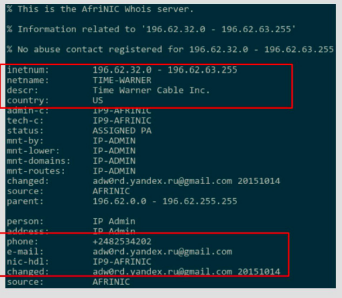 % This is the AfriNIC Whois server.
% Information related to '196.62.32.0 - 196.62.63.255'
% No abuse contact registered for 196.62.32.0 - 196.62.63.255
inetnum: 196.62.32.0 - 196.62.63.255
netname: TIME-WARNER
descr: Time Warner Cable Inc.
country: US
admin-c: IP9-AFRINIC
tech-c: IP9-AFRINIC
status: ASSIGNED PA
mnt-by: IP-ADMIN
mnt-lower: IP-ADMIN
mnt-domains: IP-ADMIN
mnt-routes: IP-ADMIN
changed: adw0rd.yandex.ru@gmail.com 20151014
source: AFRINIC
parent: 196.62.0.0 - 196.62.255.255
person: IP Admin
address: IP Admin
phone: +2482534202
e-mail: adw0rd.yandex.ru@gmail.com
nic-hdl: IP9-AFRINIC
changed: adw0rd.yandex.ru@gmail.com 20151014
source: AFRINIC